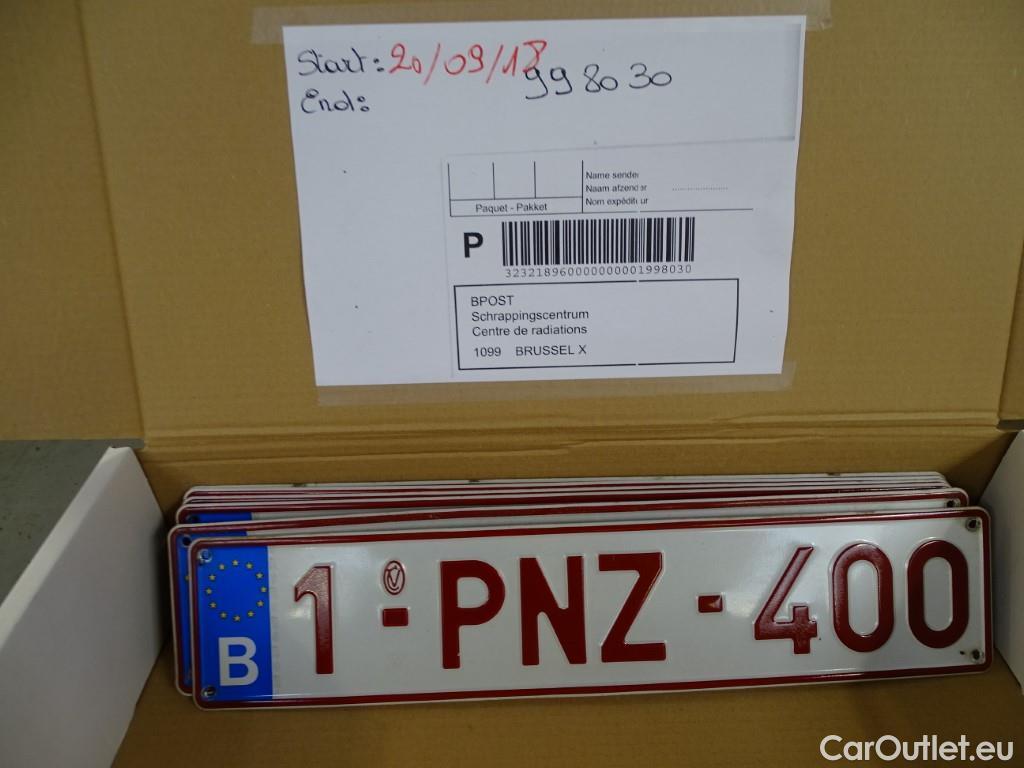 Start: 20/09/18
998030
End:
Name sender
Naam afzender
Nom expéditeur
Paquet - Pakket
P
323218960000000001998030
BPOST
Schrappingscentrum
Centre de radiations
1099 BRUSSEL X
1-PNZ-400
B
CarOutlet.eu